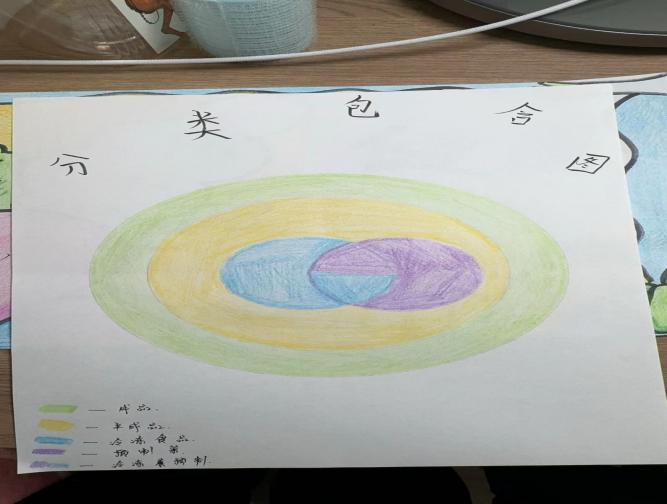 分类包含图
— 成品.
— 半成品.
— 冷冻食品.
— 预制菜.
— 冷冻类预制.